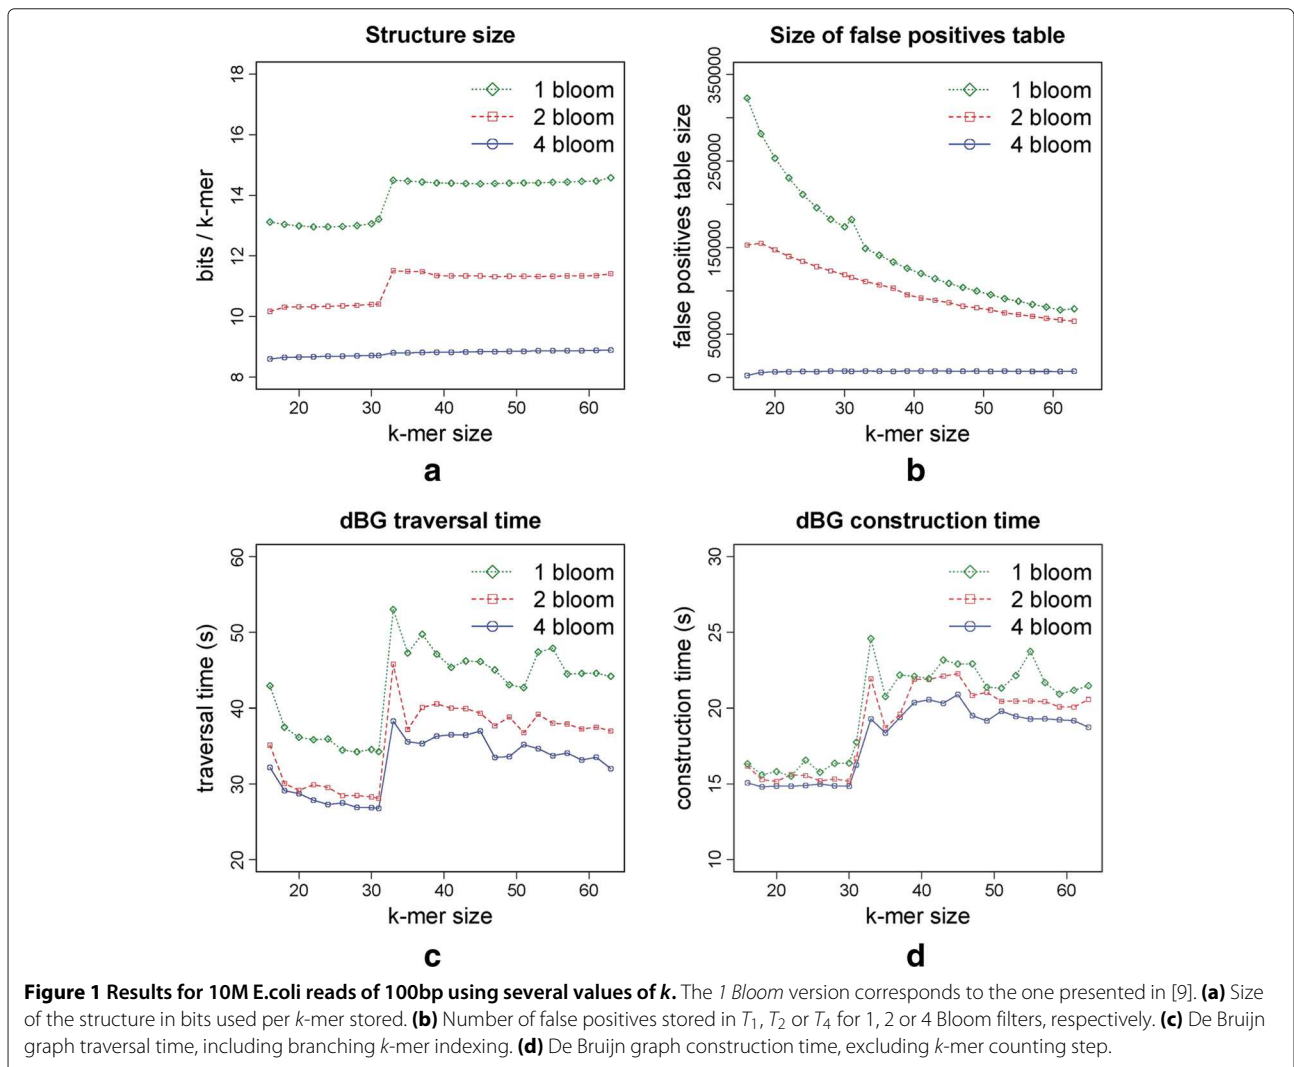 Structure size
bits / k-mer
18
16
14
12
10
8
1 bloom
2 bloom
4 bloom
20 30 40 50 60
k-mer size
a
Size of false positives table
false positives table size
350000
250000
150000
50000
0
1 bloom
2 bloom
4 bloom
20 30 40 50 60
k-mer size
b
dBG traversal time
traversal time (s)
60
50
40
30
20
1 bloom
2 bloom
4 bloom
20 30 40 50 60
k-mer size
c
dBG construction time
construction time (s)
30
25
20
15
10
1 bloom
2 bloom
4 bloom
20 30 40 50 60
k-mer size
d
Figure 1 Results for 10M E.coli reads of 100bp using several values of k. The 1 Bloom version corresponds to the one presented in [9]. (a) Size
of the structure in bits used per k-mer stored. (b) Number of false positives stored in T1, T2 or T4 for 1, 2 or 4 Bloom filters, respectively. (c) De Bruijn
graph traversal time, including branching k-mer indexing. (d) De Bruijn graph construction time, excluding k-mer counting step.